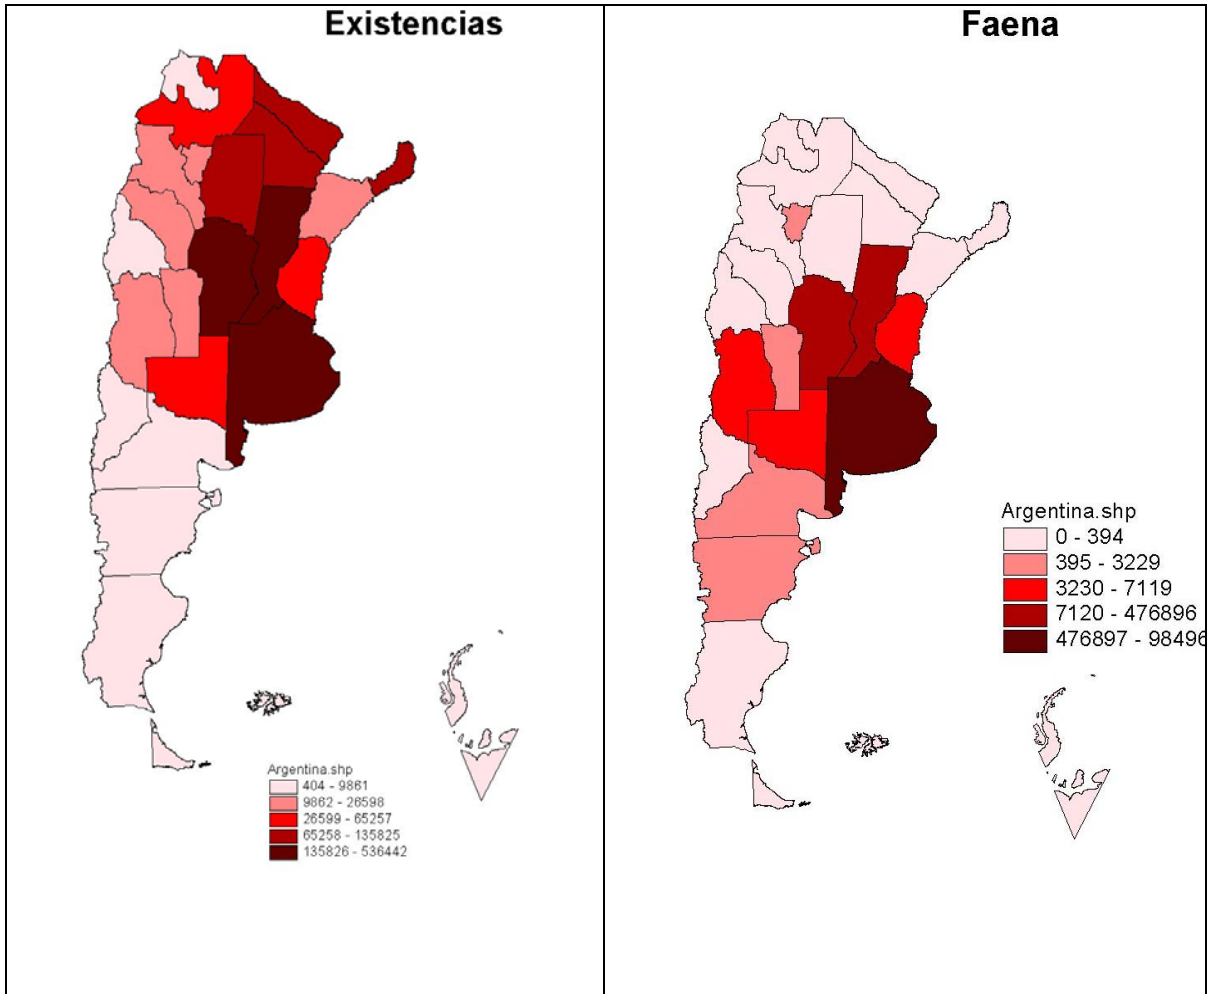 Existencias
Argentina.shp
404 - 9861
9862 - 26598
26599 - 65257
65258 - 135825
135826 - 536442
Faena
Argentina.shp
0 - 394
395 - 3229
3230 - 7119
7120 - 476896
476897 - 98496